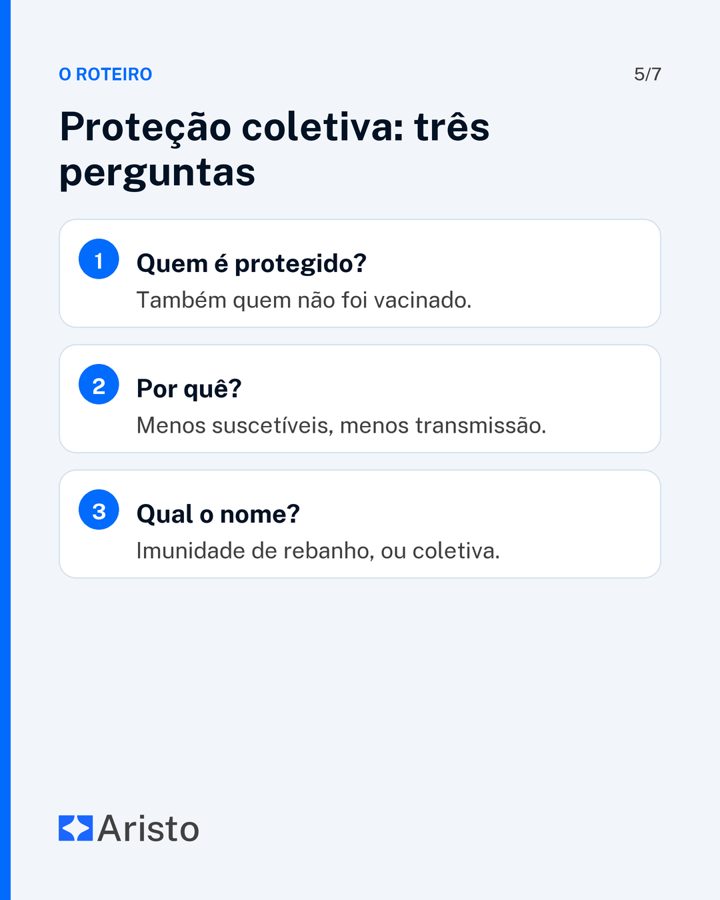 O ROTEIRO
5/7
Proteção coletiva: três
perguntas
1
Quem é protegido?
Também quem não foi vacinado.
2
Por quê?
Menos suscetíveis, menos transmissão.
3
Qual o nome?
Imunidade de rebanho, ou coletiva.
Aristo